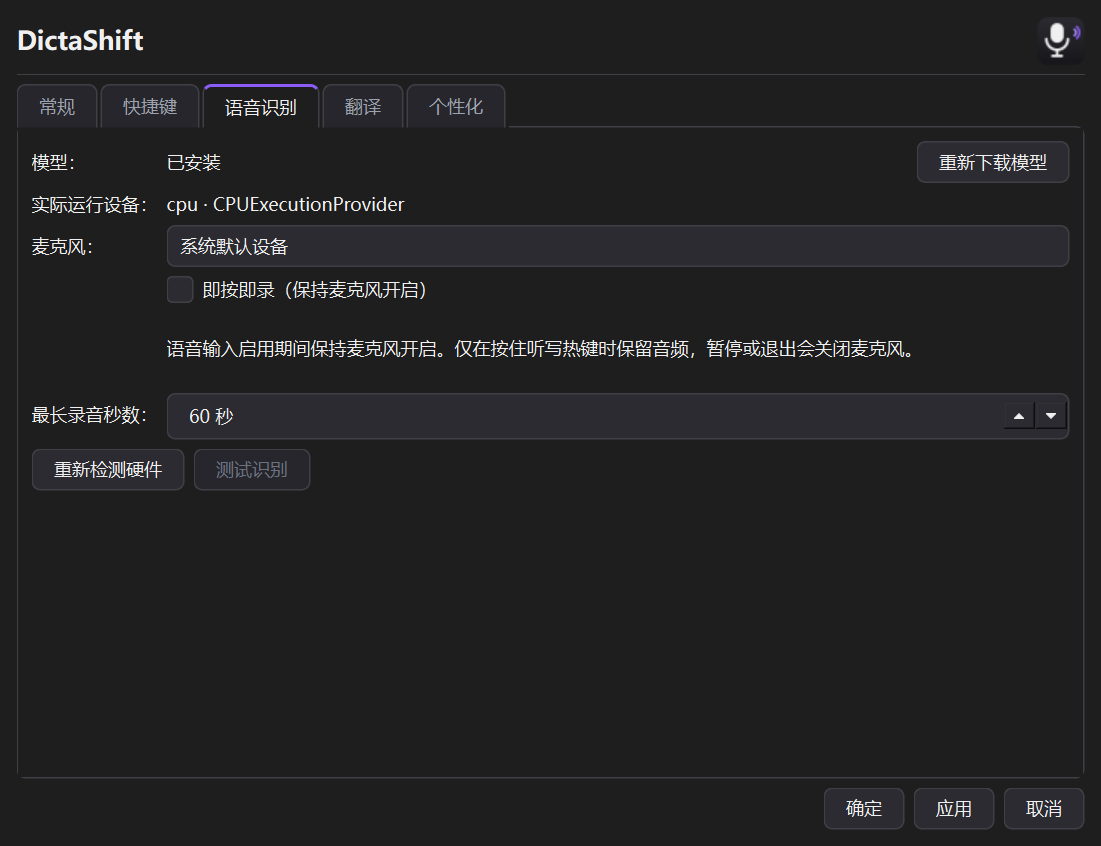 DictaShift
常规 快捷键 语音识别 翻译 个性化
模型： 已安装 重新下载模型
实际运行设备： cpu · CPUExecutionProvider
麦克风： 系统默认设备
即按即录（保持麦克风开启）
语音输入启用期间保持麦克风开启。仅在按住听写热键时保留音频，暂停或退出会关闭麦克风。
最长录音秒数： 60 秒
重新检测硬件 测试识别
确定 应用 取消